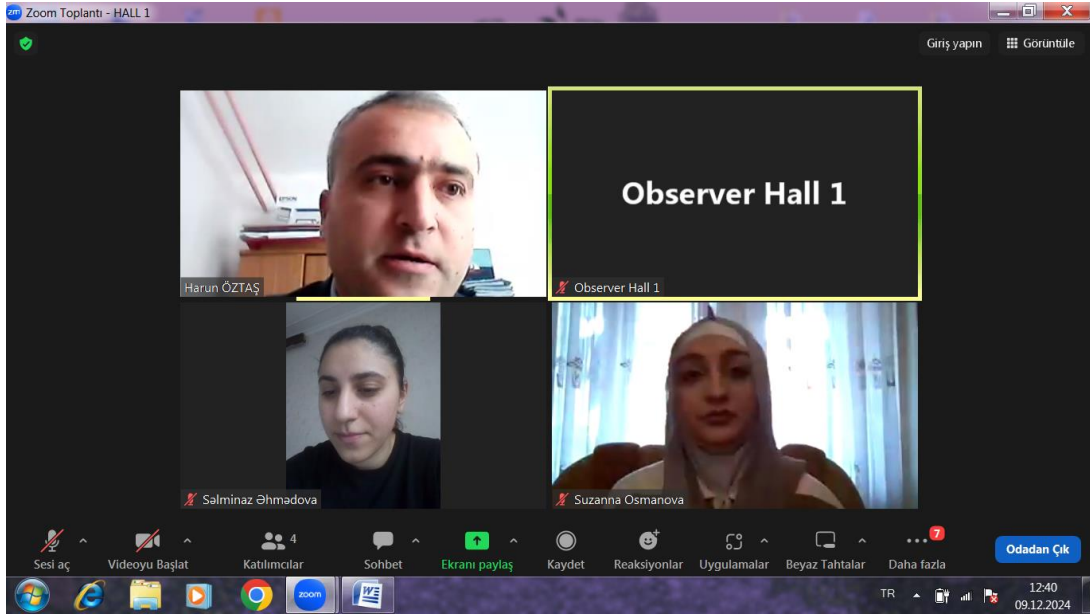 Zoom Toplantı - HALL 1
Giriş yapın
Görüntüle
Observer Hall 1
Harun ÖZTAŞ
Observer Hall 1
Səlminaz Əhmədova
Suzanna Osmanova
4
7
Sesi aç
Videoyu Başlat
Katılımcılar
Sohbet
Ekranı paylaş
Kaydet
Reaksiyonlar
Uygulamalar
Beyaz Tahtalar
Daha fazla
Odadan Çık
zoom
TR
12:40
09.12.2024